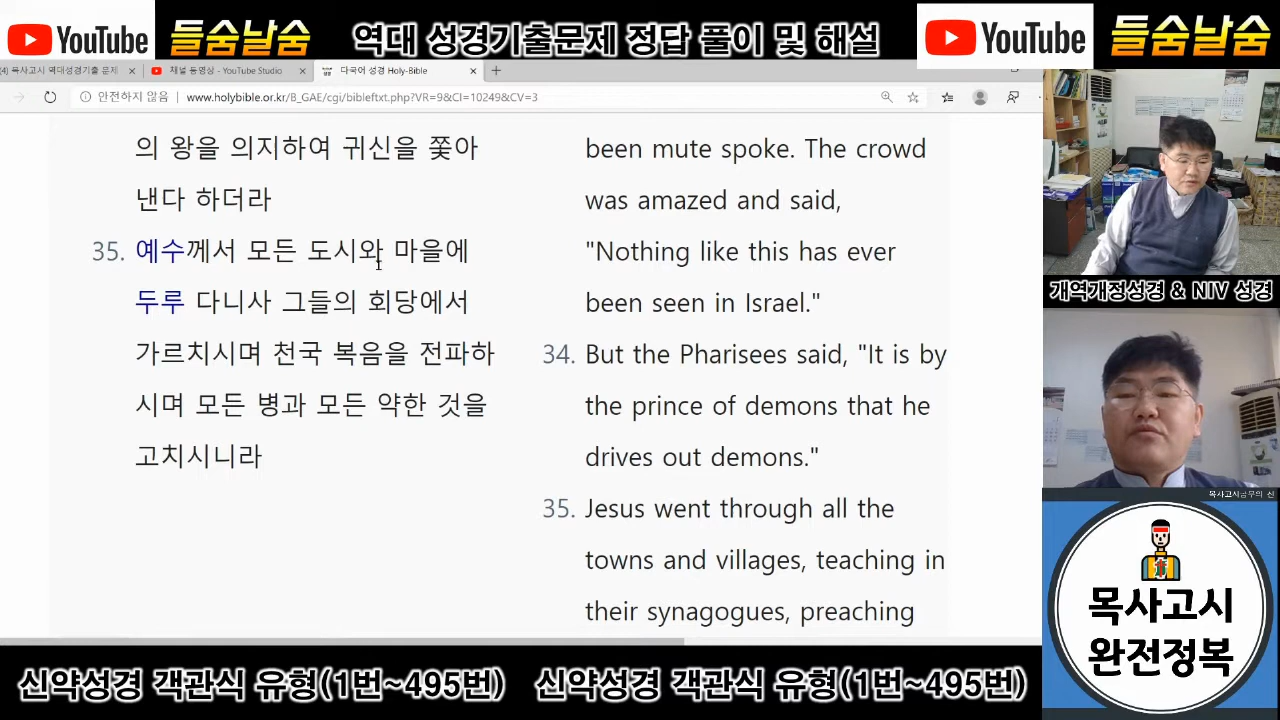 YouTube 들숨날숨 역대 성경기출문제 정답 풀이 및 해설 YouTube 들숨날숨
목사고시 역대성경기출 문제 × 채널 동영상 - YouTube Studio × 다국어 성경 Holy-Bible × +
안전하지 않음 | www.holybible.or.kr/B_GAE/cgi/bibleftxt.php?VR=9&CI=10249&CV=
의 왕을 의지하여 귀신을 쫓아
낸다 하더라
35. 예수께서 모든 도시와 마을에
두루 다니사 그들의 회당에서
가르치시며 천국 복음을 전파하
시며 모든 병과 모든 약한 것을
고치시니라
been mute spoke. The crowd
was amazed and said,
"Nothing like this has ever
been seen in Israel."
34. But the Pharisees said, "It is by
the prince of demons that he
drives out demons."
35. Jesus went through all the
towns and villages, teaching in
their synagogues, preaching
개역개정성경 & NIV 성경
목사고시공부의 신
목사고시
완전정복
신약성경 객관식 유형(1번~495번) 신약성경 객관식 유형(1번~495번)